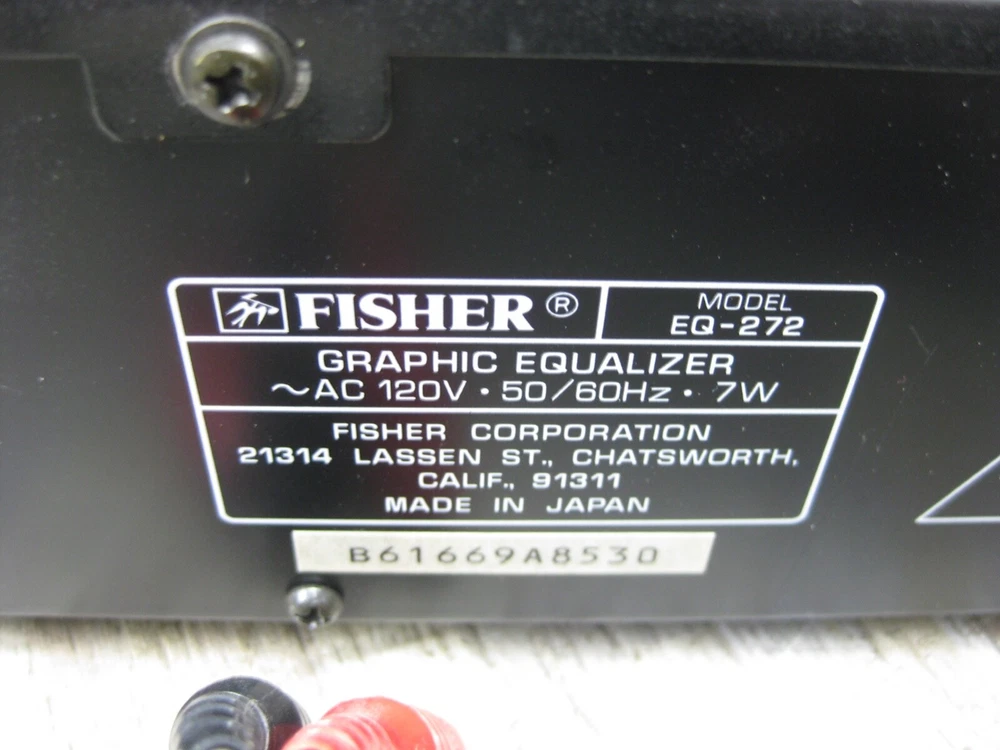 FISHER®
MODEL
EQ-272
GRAPHIC EQUALIZER
~AC 120V · 50/60Hz · 7W
FISHER CORPORATION
21314 LASSEN ST., CHATSWORTH,
CALIF., 91311
MADE IN JAPAN
B61669A8530